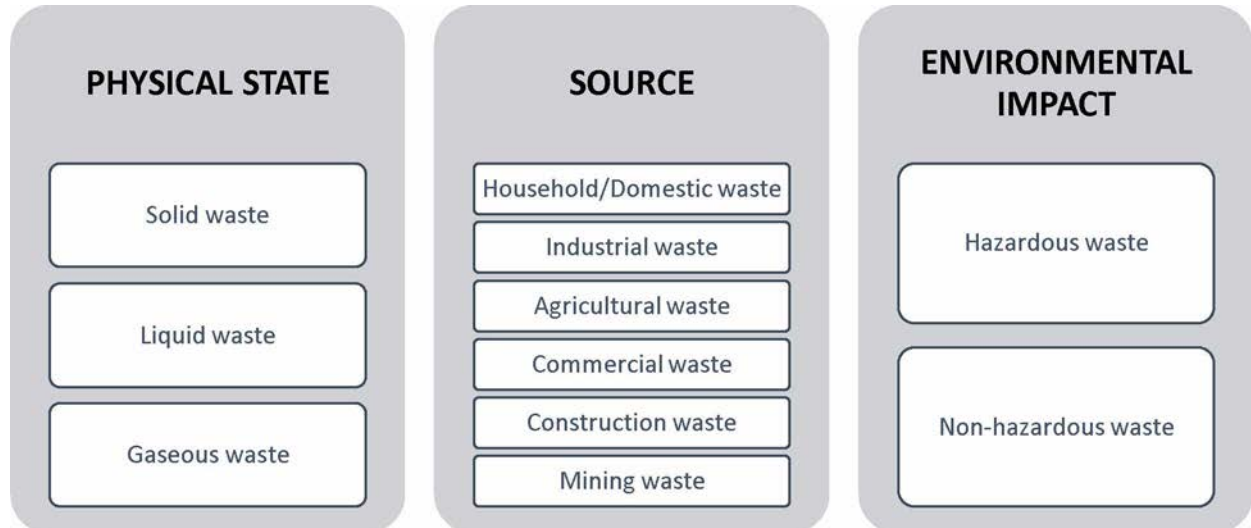 PHYSICAL STATE
Solid waste
Liquid waste
Gaseous waste
SOURCE
Household/Domestic waste
Industrial waste
Agricultural waste
Commercial waste
Construction waste
Mining waste
ENVIRONMENTAL
IMPACT
Hazardous waste
Non-hazardous waste